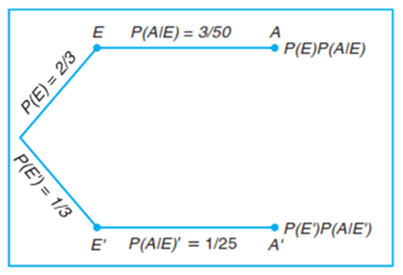 E P(A|E) = 3/50 A
P(E)P(A|E)
P(E) = 2/3
P(E') = 1/3
P(E')P(A|E')
E' P(A|E)′ = 1/25 A'